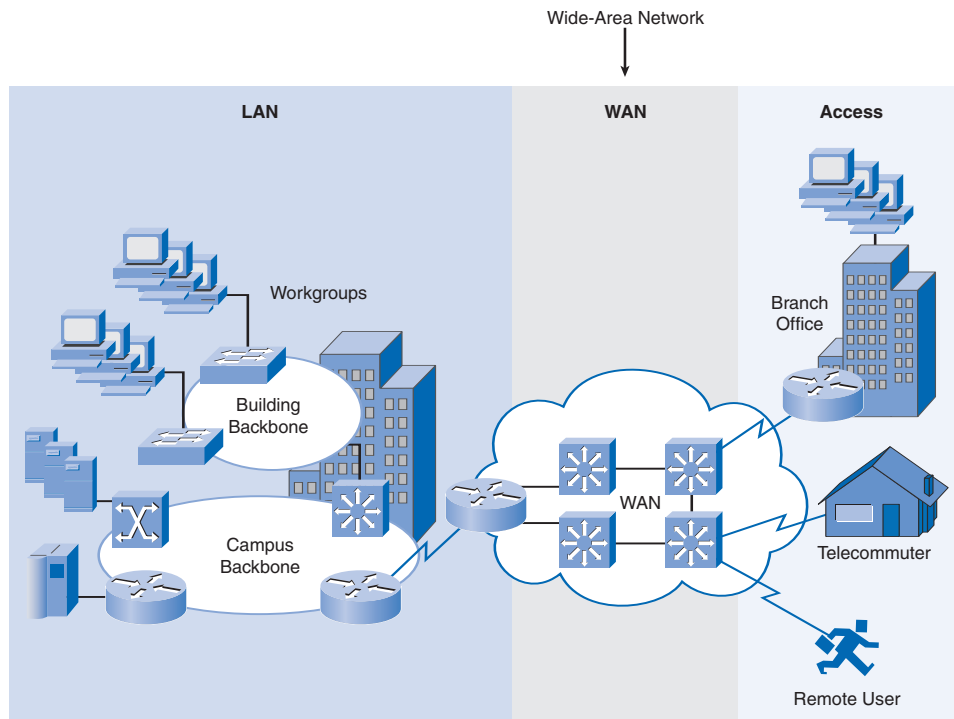 Wide-Area Network
LAN
WAN
Access
Workgroups
Branch
Office
Building
Backbone
WAN
Campus
Backbone
Telecommuter
Remote User